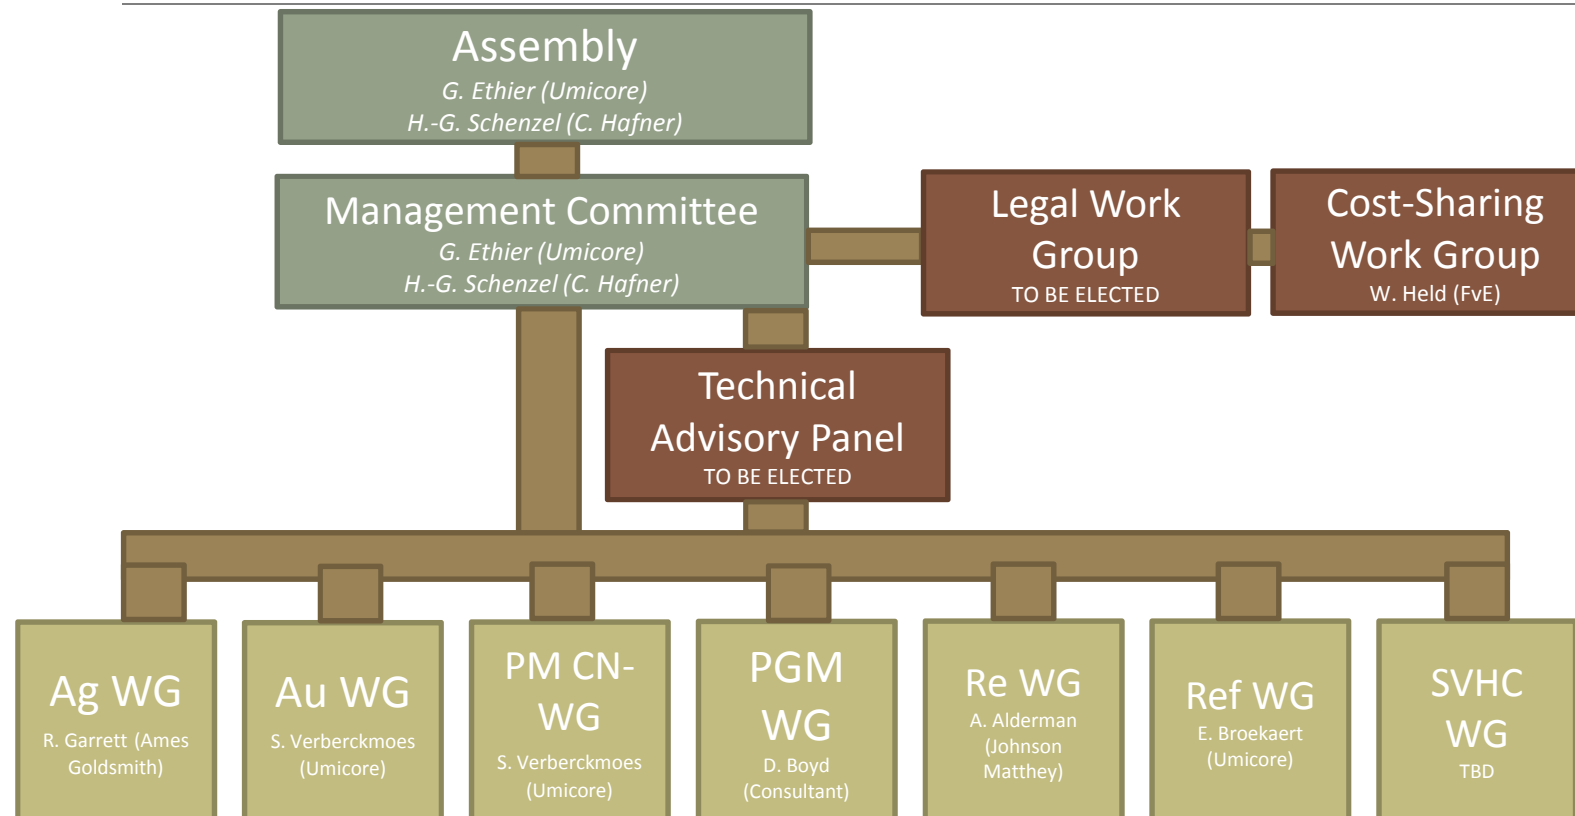 Assembly
G. Ethier (Umicore)
H.-G. Schenzel (C. Hafner)
Management Committee
G. Ethier (Umicore)
H.-G. Schenzel (C. Hafner)
Legal Work
Group
TO BE ELECTED
Cost-Sharing
Work Group
W. Held (FvE)
Technical
Advisory Panel
TO BE ELECTED
Ag WG
R. Garrett (Ames
Goldsmith)
Au WG
S. Verberckmoes
(Umicore)
PM CN-
WG
S. Verberckmoes
(Umicore)
PGM
WG
D. Boyd
(Consultant)
Re WG
A. Alderman
(Johnson
Matthey)
Ref WG
E. Broekaert
(Umicore)
SVHC
WG
TBD